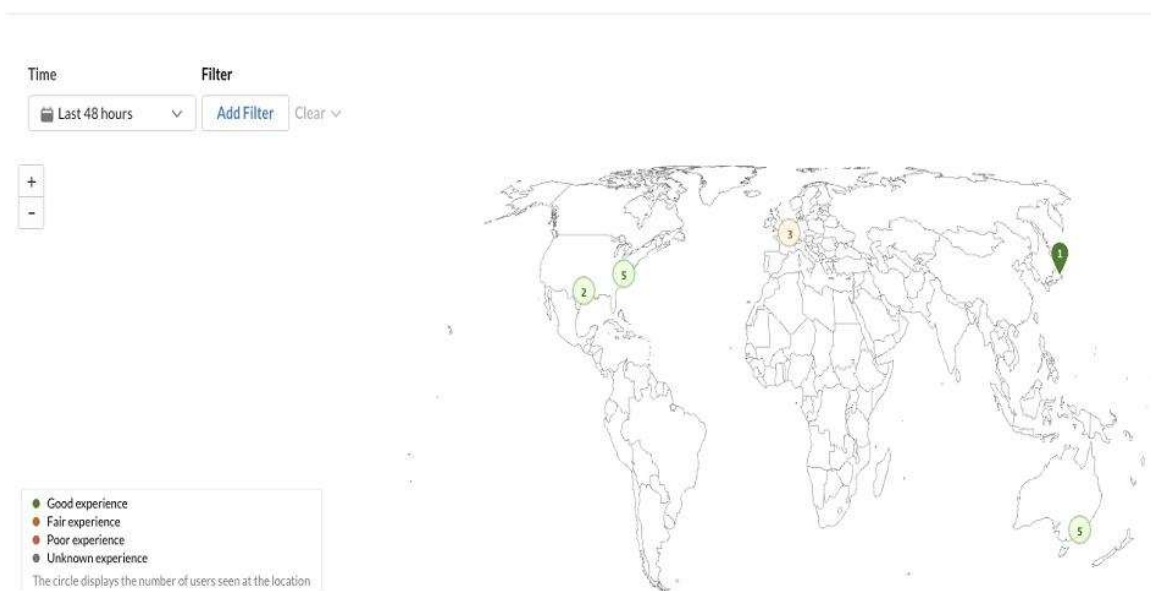 Time Filter
Last 48 hours Add Filter Clear
+
-
3
1
5
2
5
Good experience
Fair experience
Poor experience
Unknown experience
The circle displays the number of users seen at the location